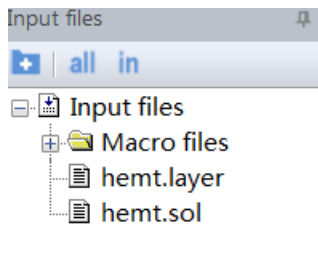 Input files
all in
Input files
Macro files
hemt.layer
hemt.sol